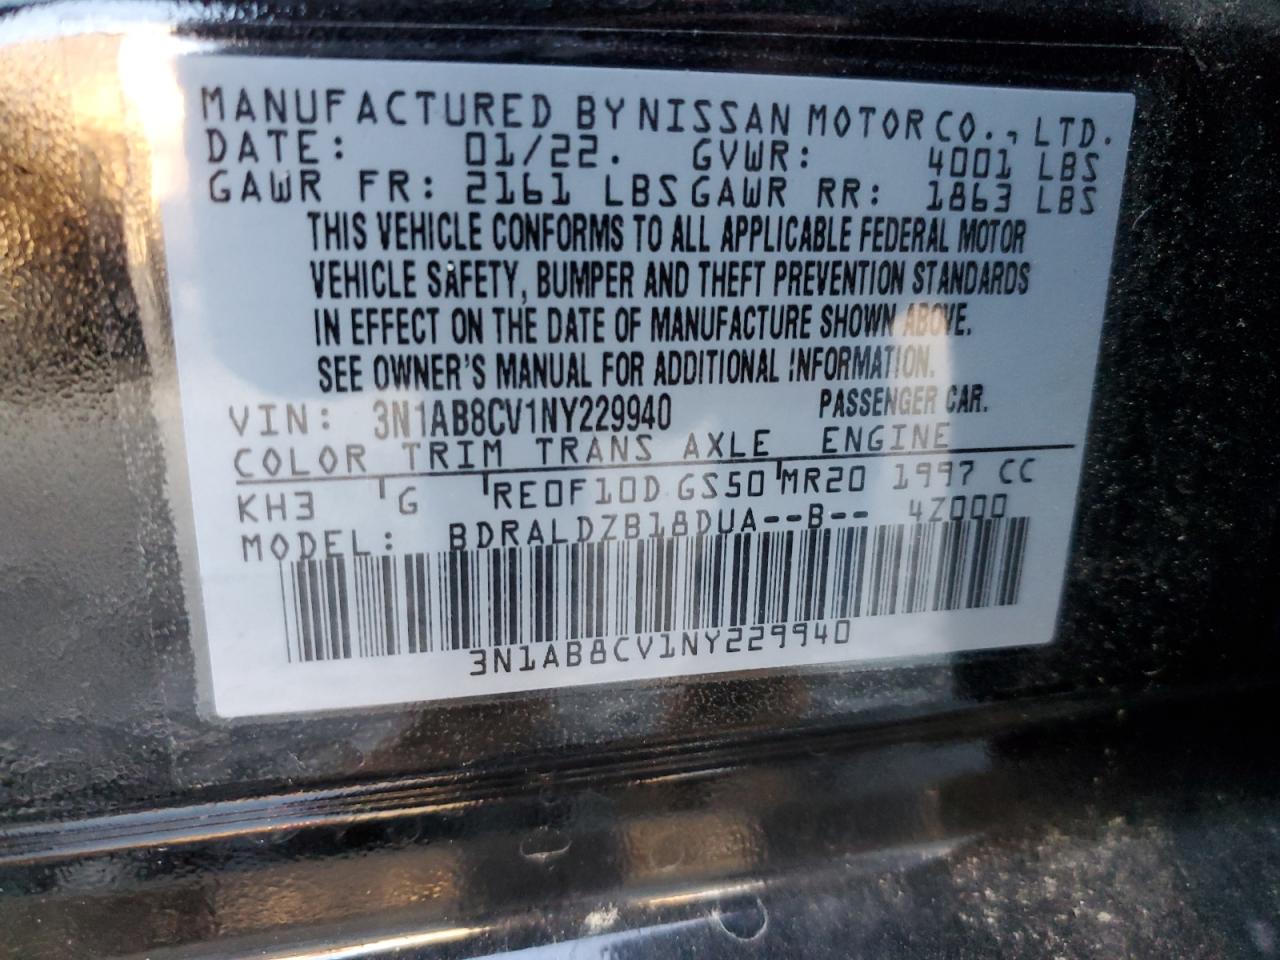 MANUFACTURED BY NISSAN MOTOR CO., LTD.
DATE: 01/22. GVWR: 4001 LBS
GAWR FR: 2161 LBS GAWR RR: 1863 LBS
THIS VEHICLE CONFORMS TO ALL APPLICABLE FEDERAL MOTOR
VEHICLE SAFETY, BUMPER AND THEFT PREVENTION STANDARDS
IN EFFECT ON THE DATE OF MANUFACTURE SHOWN ABOVE.
SEE OWNER'S MANUAL FOR ADDITIONAL INFORMATION.
VIN: 3N1AB8CV1NY229940 PASSENGER CAR.
COLOR TRIM TRANS AXLE ENGINE
KH3 G RE0F10D GS50 MR20 1997 CC
MODEL: BDRALDZB18DUA--B-- 4Z000
3N1AB8CV1NY229940